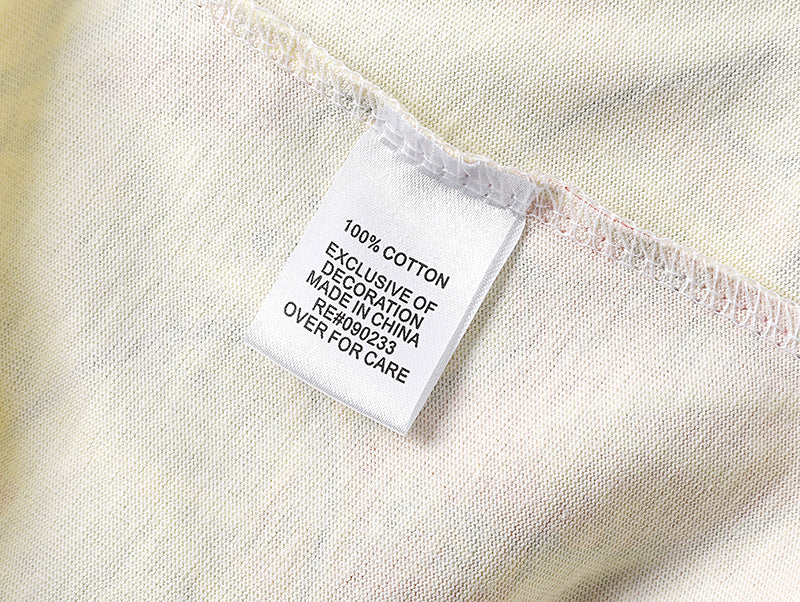 100% COTTON
EXCLUSIVE OF
DECORATION
MADE IN CHINA
RE#090233
OVER FOR CARE